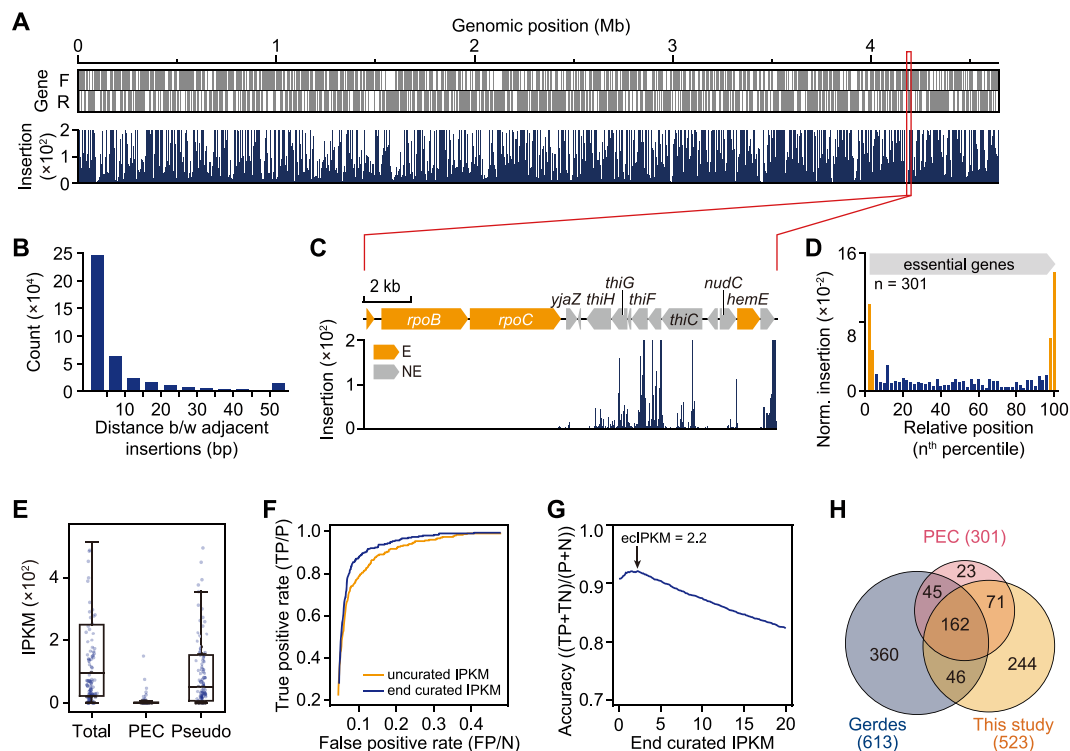 A
Genomic position (Mb)
0 1 2 3 4
Gene
F
R
Insertion (×10²)
2
1
0
B
Count (×10⁴)
25
20
15
10
5
0
10 20 30 40 50
Distance b/w adjacent insertions (bp)
C
2 kb
rpoB
rpoC
yjaZ
thiH
thiG
thiF
thiC
nudC
hemE
E
NE
Insertion (×10²)
2
1
0
D
Norm. insertion (×10⁻²)
16
8
0
essential genes
n = 301
0 20 40 60 80 100
Relative position
(nᵗʰ percentile)
E
IPKM (×10²)
4
2
0
Total PEC Pseudo
F
True positive rate (TP/P)
1.0
0.8
0.6
0.4
0.2
uncurated IPKM
end curated IPKM
0.1 0.2 0.3 0.4
False positive rate (FP/N)
G
Accuracy ((TP+TN)/(P+N))
1.0
0.9
0.8
0.7
ecIPKM = 2.2
0 5 10 15 20
End curated IPKM
H
PEC (301)
23
45
71
162
360
46
244
Gerdes
(613)
This study
(523)